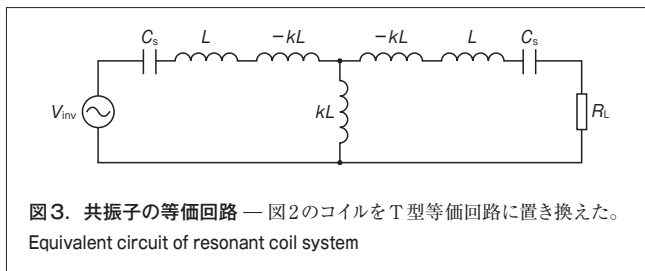 Cs L −kL −kL L Cs
Vinv kL RL
図3. 共振子の等価回路 — 図2のコイルをT型等価回路に置き換えた。
Equivalent circuit of resonant coil system